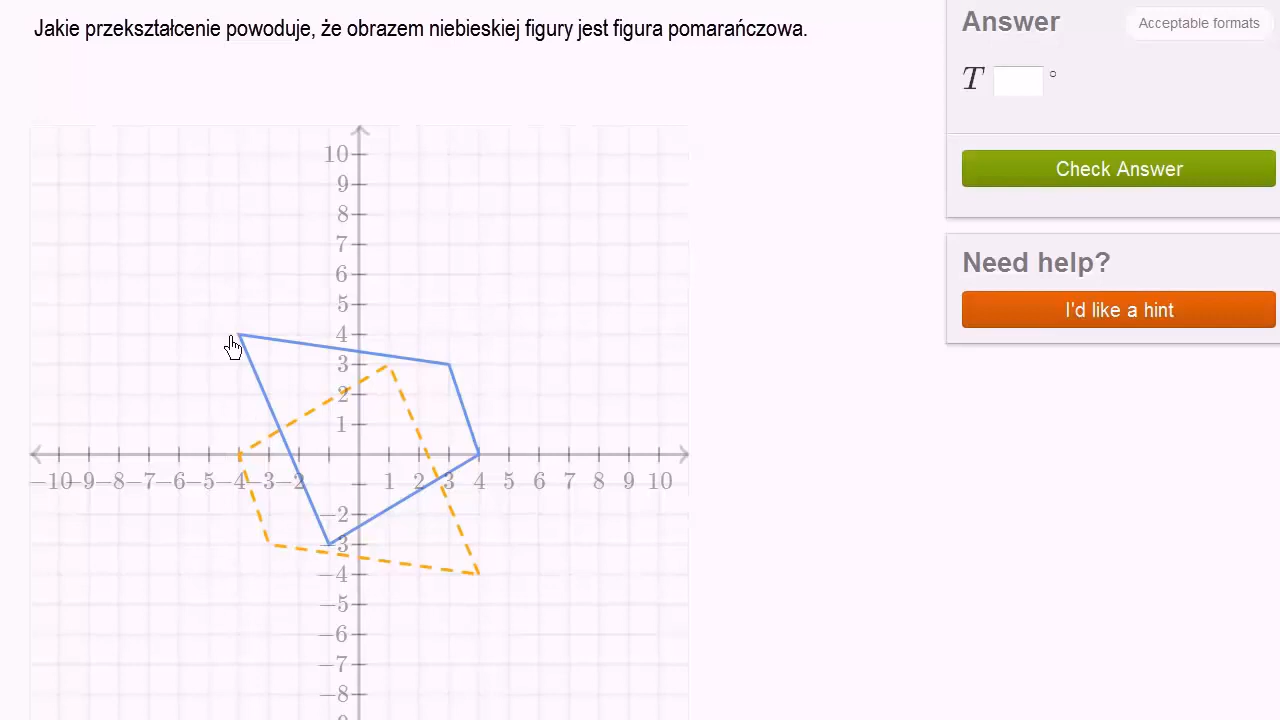 Jakie przekształcenie powoduje, że obrazem niebieskiej figury jest figura pomarańczowa.
Answer
Acceptable formats
T °
Check Answer
Need help?
I'd like a hint
10
9
8
7
6
5
4
3
2
1
−10 −9 −8 −7 −6 −5 −4 −3 −2 1 2 3 4 5 6 7 8 9 10
−2
−3
−4
−5
−6
−7
−8